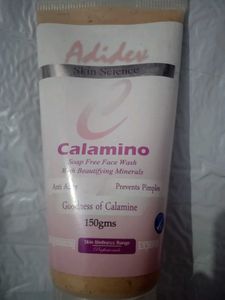 Adidev
Skin Science
Calamino
Soap Free Face Wash
With Beautifying Minerals
Anti Acne Prevents Pimples
Goodness of Calamine
150gms
Skin Wellness Range